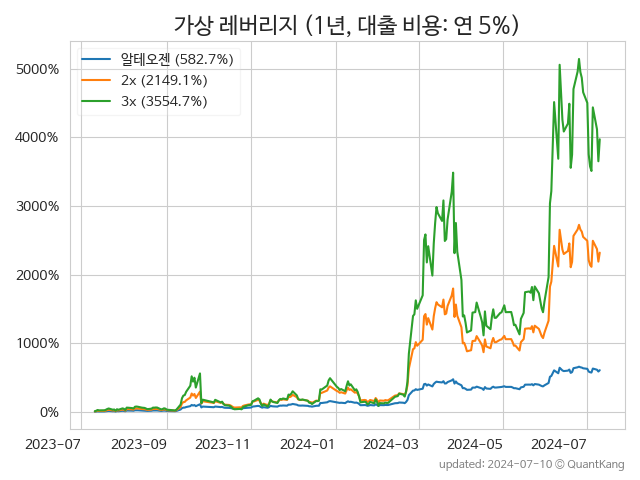 가상 레버리지 (1년, 대출 비용: 연 5%)
알테오젠 (582.7%)
2x (2149.1%)
3x (3554.7%)
5000%
4000%
3000%
2000%
1000%
0%
2023-07 2023-09 2023-11 2024-01 2024-03 2024-05 2024-07
updated: 2024-07-10 © QuantKang